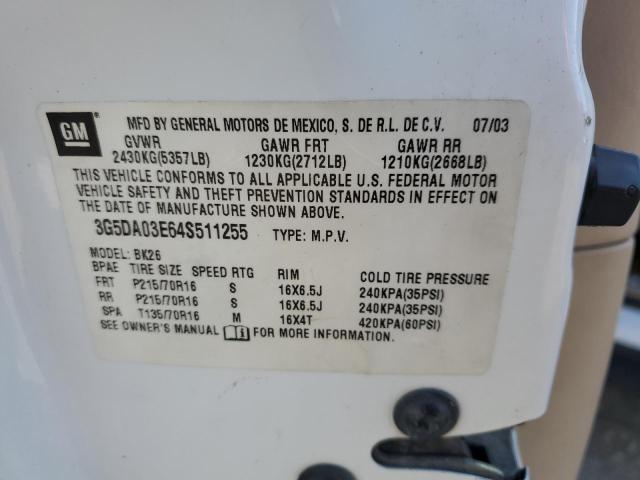 GM
MFD BY GENERAL MOTORS DE MEXICO, S. DE R.L. DE C.V. 07/03
GVWR GAWR FRT GAWR RR
2430KG(5357LB) 1230KG(2712LB) 1210KG(2668LB)
THIS VEHICLE CONFORMS TO ALL APPLICABLE U.S. FEDERAL MOTOR
VEHICLE SAFETY AND THEFT PREVENTION STANDARDS IN EFFECT ON
THE DATE OF MANUFACTURE SHOWN ABOVE.
3G5DA03E64S511255 TYPE: M.P.V.
MODEL: BK26
BPAE TIRE SIZE SPEED RTG RIM COLD TIRE PRESSURE
FRT P215/70R16 S 16X6.5J 240KPA(35PSI)
RR P215/70R16 S 16X6.5J 240KPA(35PSI)
SPA T135/70R16 M 16X4T 420KPA(60PSI)
SEE OWNER'S MANUAL FOR MORE INFORMATION.